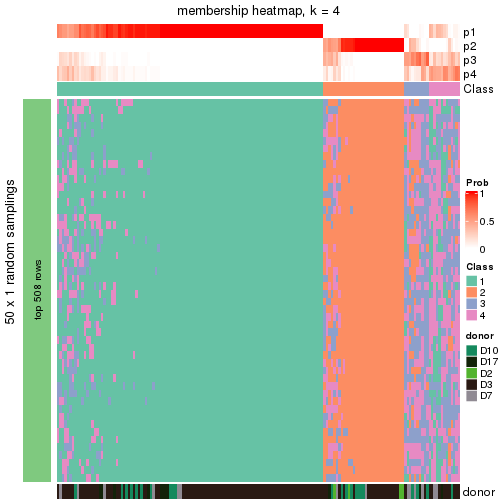 membership heatmap, k = 4
p1
p2
p3
p4
Class
50 x 1 random samplings
top 508 rows
Prob
1
0.5
0
Class
1
2
3
4
donor
D10
D17
D2
D3
D7
donor